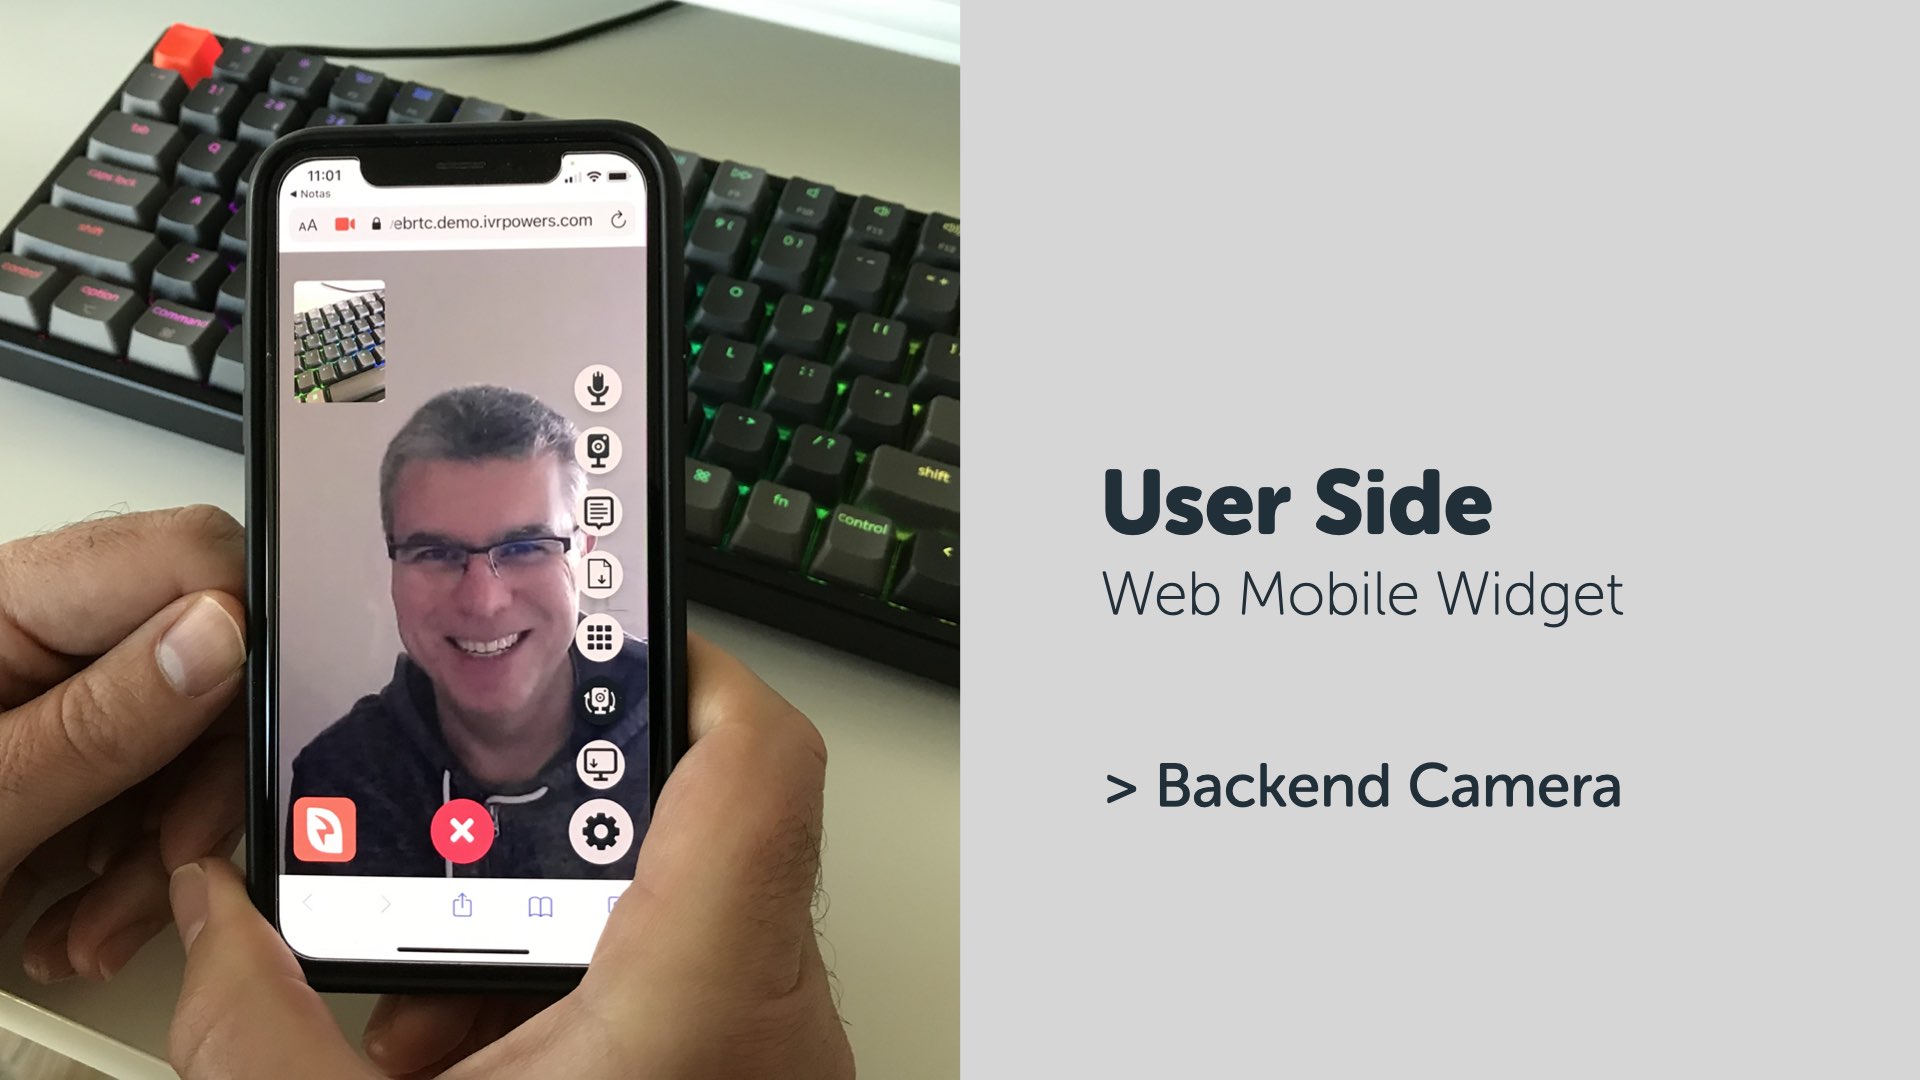 tab
caps lock
shift
control
option
command
Q
A
Z
11:01
Notas
AA
ebrtc.demo.ivrpowers.com
O
P
L
shift
fn
control
User Side
Web Mobile Widget
> Backend Camera